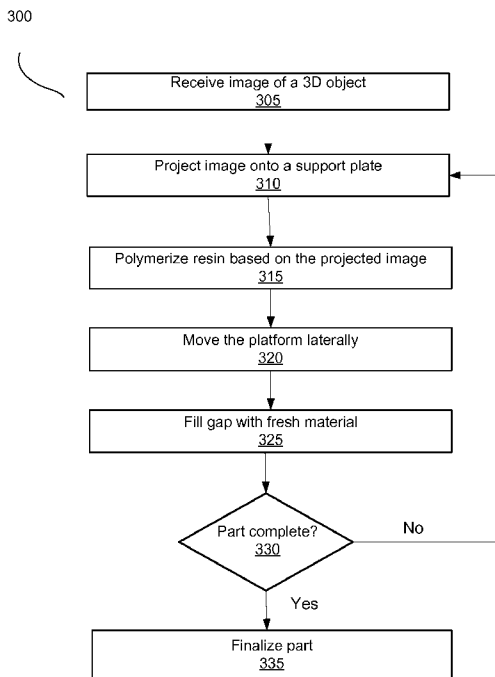 300
Receive image of a 3D object
305
Project image onto a support plate
310
Polymerize resin based on the projected image
315
Move the platform laterally
320
Fill gap with fresh material
325
Part complete?
330
No
Yes
Finalize part
335